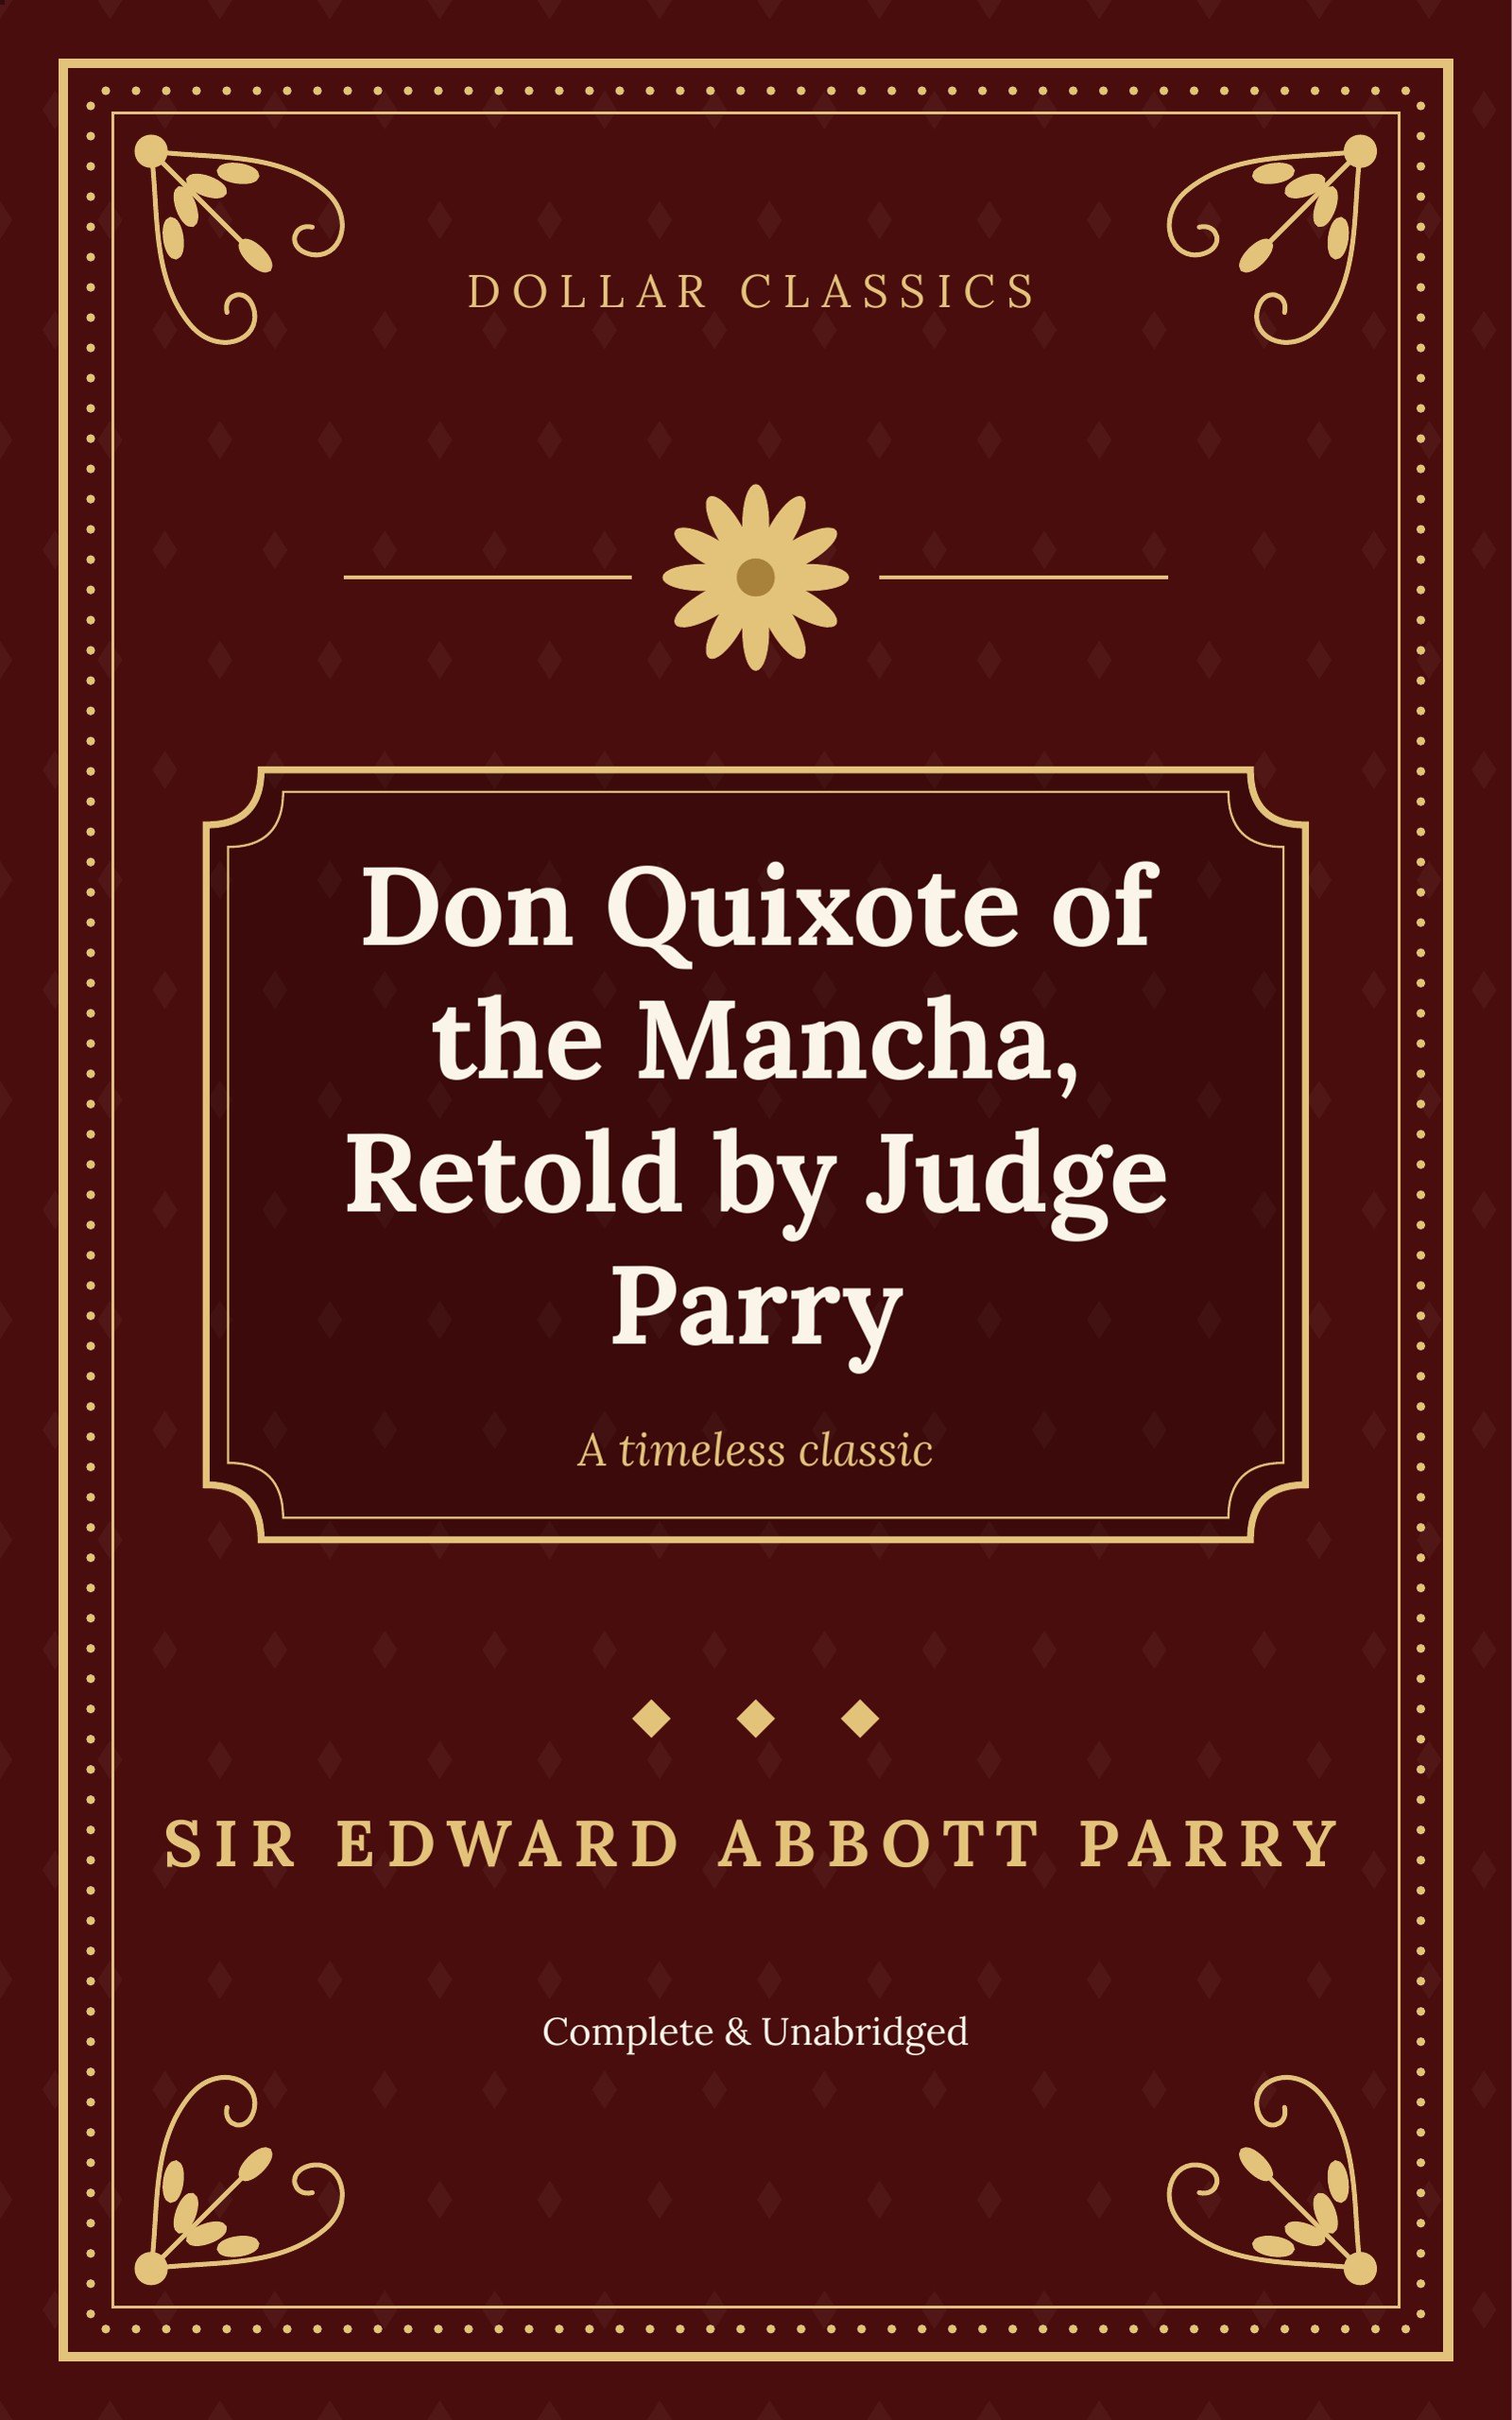 DOLLAR CLASSICS
Don Quixote of
the Mancha,
Retold by Judge
Parry
A timeless classic
SIR EDWARD ABBOTT PARRY
Complete & Unabridged